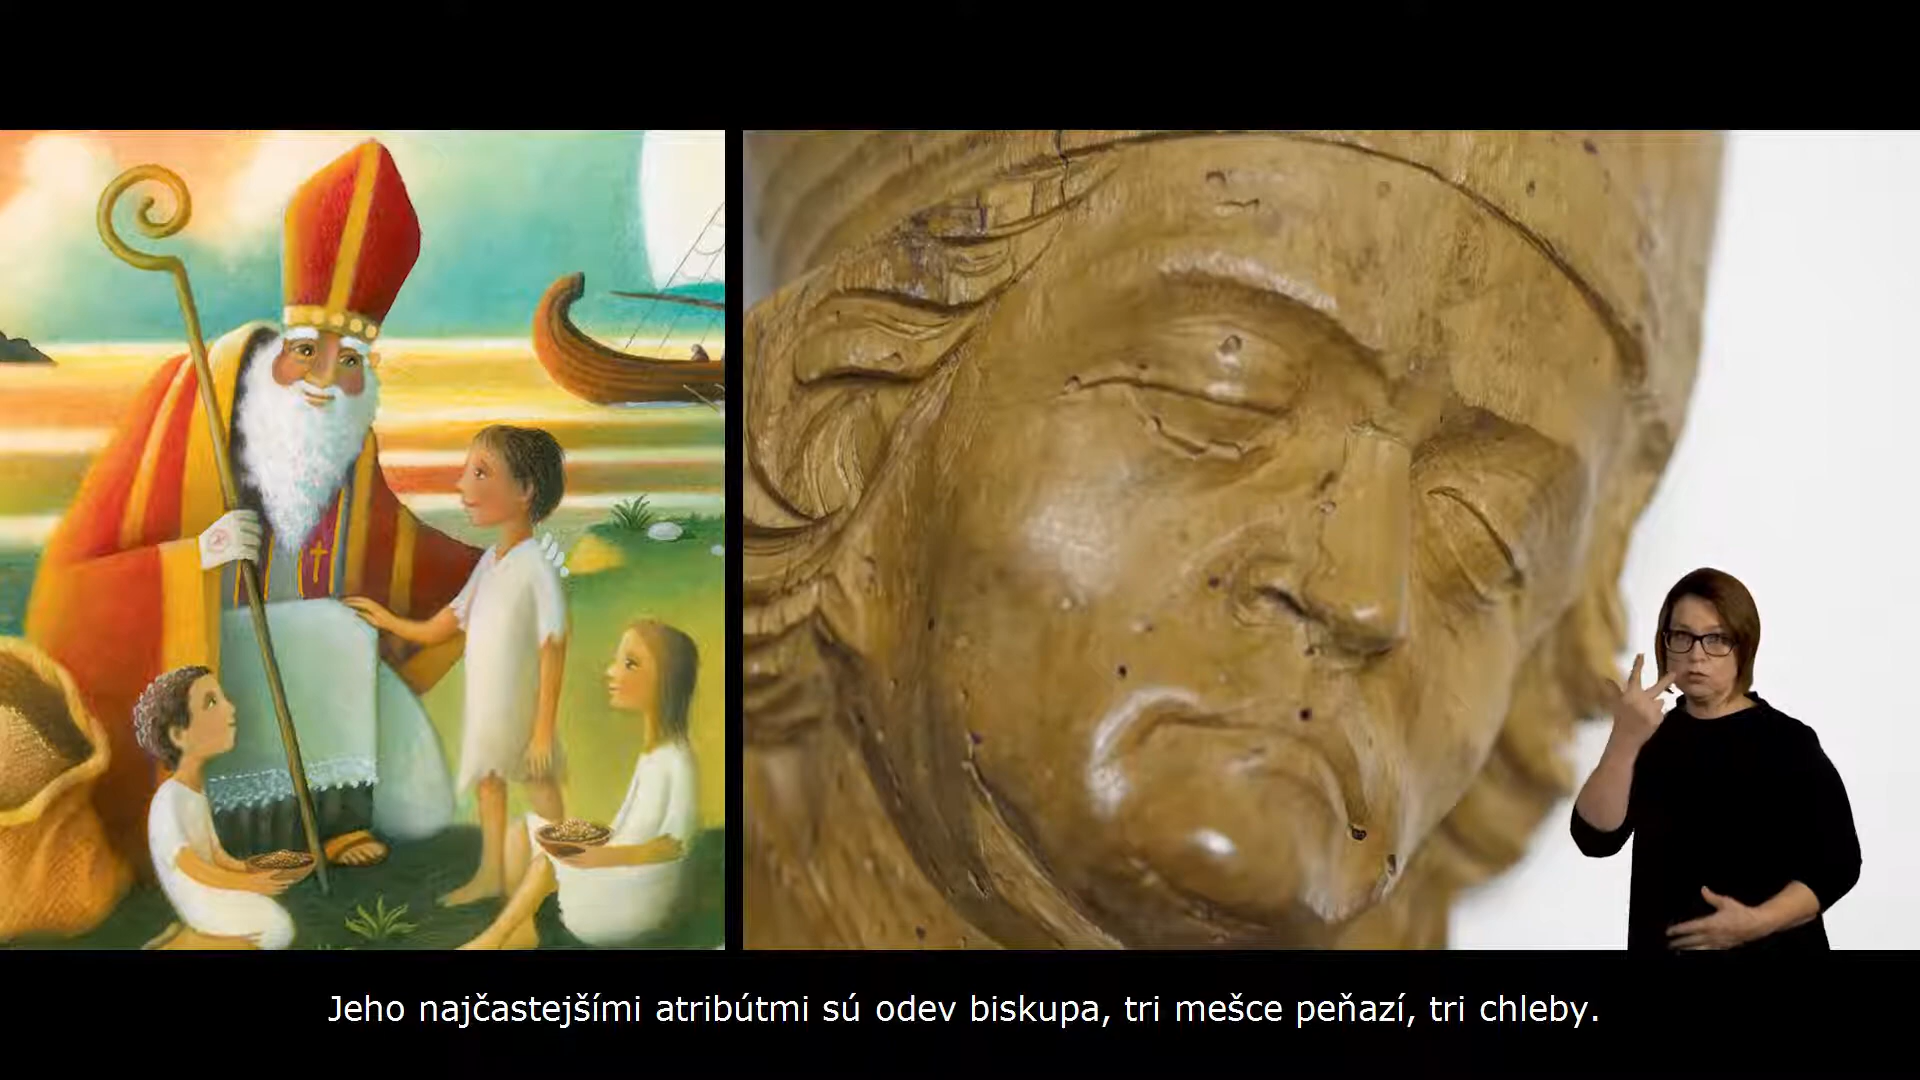 Jeho najčastejšími atribútmi sú odev biskupa, tri mešce peňazí, tri chleby.